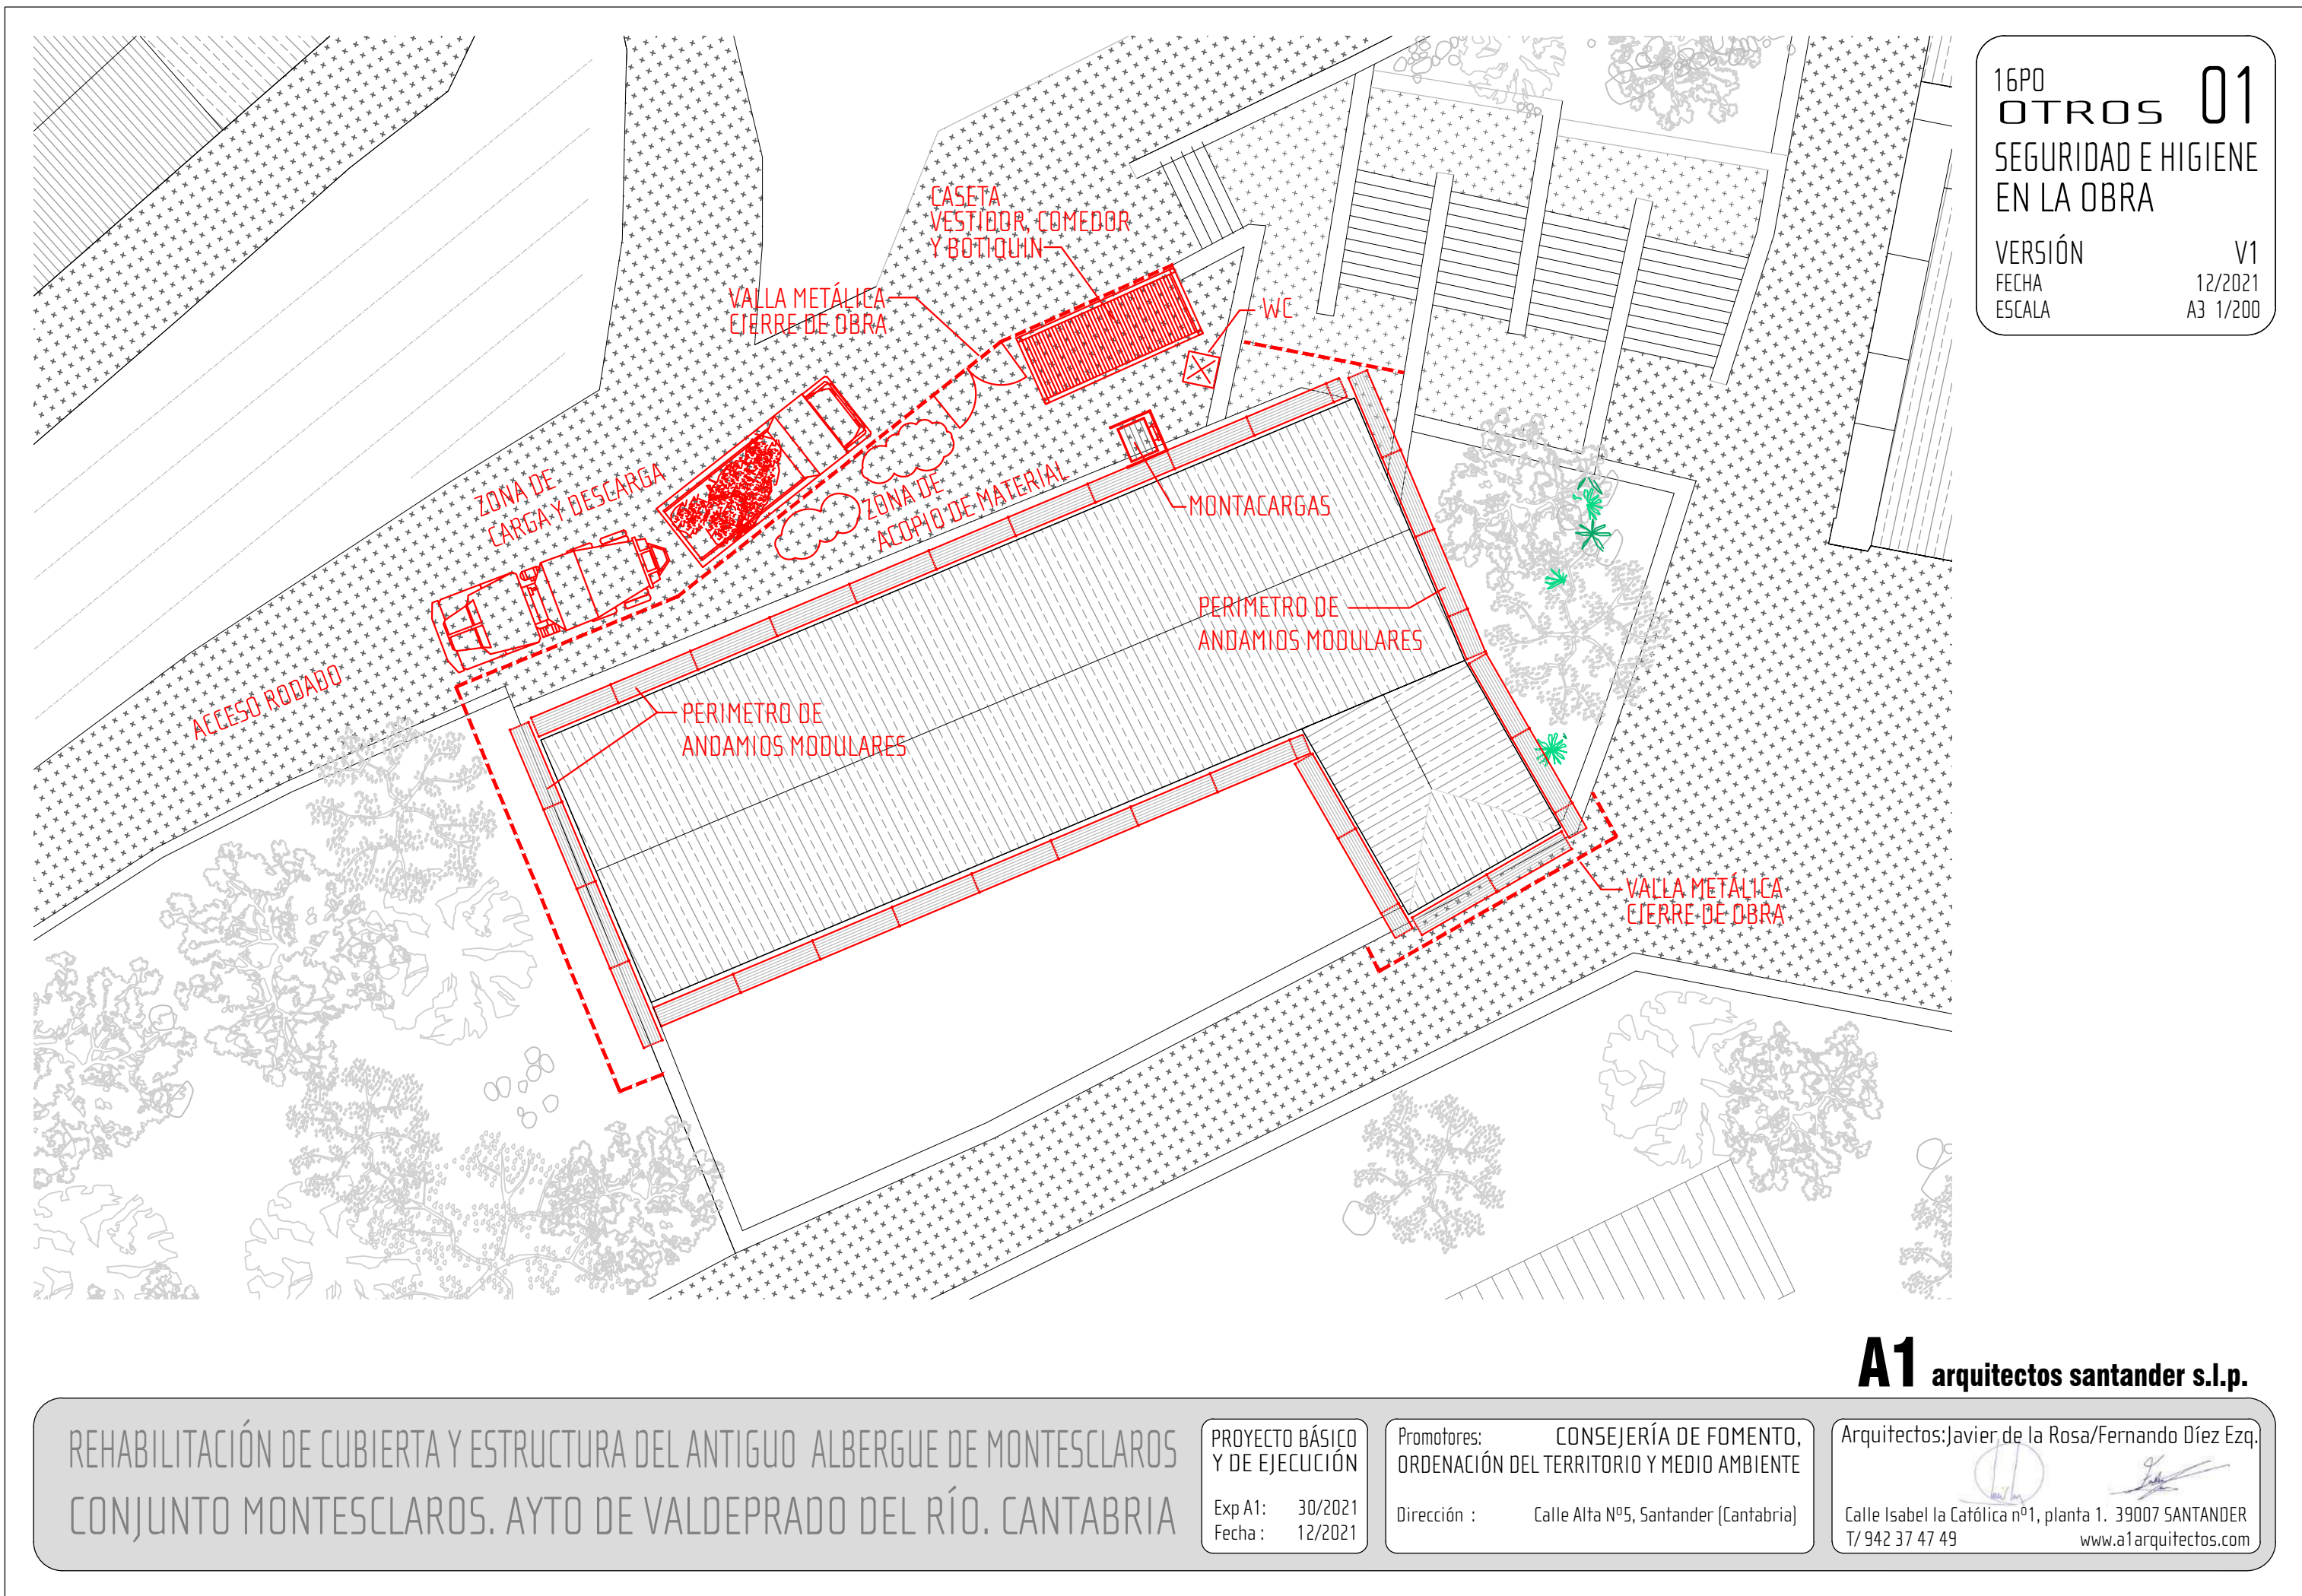 16PO
OTROS 01
SEGURIDAD E HIGIENE
EN LA OBRA
VERSIÓN V1
FECHA 12/2021
ESCALA A3 1/200
CASETA
VESTIDOR, COMEDOR
Y BOTIQUIN
VALLA METÁLICA
CIERRE DE OBRA
WC
ZONA DE
CARGA Y DESCARGA
ZONA DE
ACOPIO DE MATERIAL
MONTACARGAS
PERIMETRO DE
ANDAMIOS MODULARES
ACCESO RODADO
PERIMETRO DE
ANDAMIOS MODULARES
VALLA METÁLICA
CIERRE DE OBRA
A1 arquitectos santander s.l.p.
REHABILITACIÓN DE CUBIERTA Y ESTRUCTURA DEL ANTIGUO ALBERGUE DE MONTESCLAROS
CONJUNTO MONTESCLAROS. AYTO DE VALDEPRADO DEL RÍO. CANTABRIA
PROYECTO BÁSICO
Y DE EJECUCIÓN
Exp A1: 30/2021
Fecha : 12/2021
Promotores: CONSEJERÍA DE FOMENTO,
ORDENACIÓN DEL TERRITORIO Y MEDIO AMBIENTE
Dirección : Calle Alta Nº5, Santander (Cantabria)
Arquitectos:Javier de la Rosa/Fernando Díez Ezq.
Calle Isabel la Católica nº1, planta 1. 39007 SANTANDER
T/ 942 37 47 49 www.a1arquitectos.com